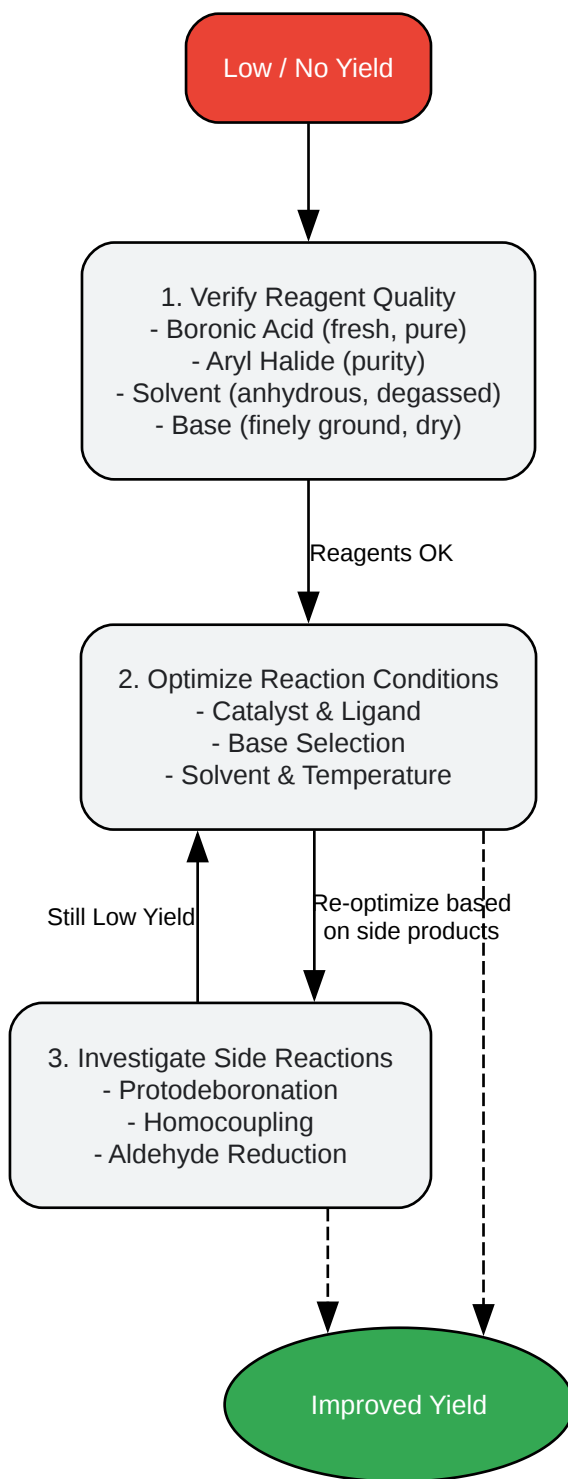 Low / No Yield
1. Verify Reagent Quality
- Boronic Acid (fresh, pure)
- Aryl Halide (purity)
- Solvent (anhydrous, degassed)
- Base (finely ground, dry)
Reagents OK
2. Optimize Reaction Conditions
- Catalyst & Ligand
- Base Selection
- Solvent & Temperature
Still Low Yield
Re-optimize based
on side products
3. Investigate Side Reactions
- Protodeboronation
- Homocoupling
- Aldehyde Reduction
Improved Yield